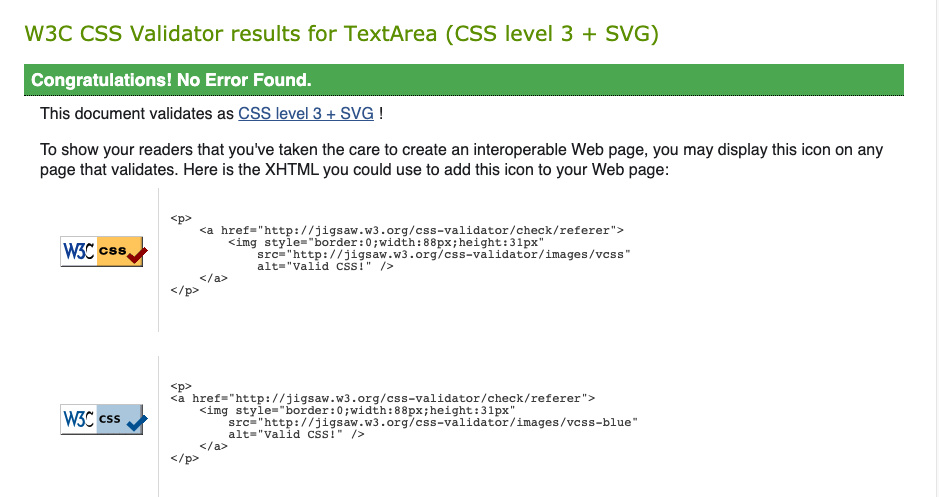 W3C CSS Validator results for TextArea (CSS level 3 + SVG)
Congratulations! No Error Found.
This document validates as CSS level 3 + SVG !
To show your readers that you've taken the care to create an interoperable Web page, you may display this icon on any
page that validates. Here is the XHTML you could use to add this icon to your Web page:
W3C css
<p>
<a href="http://jigsaw.w3.org/css-validator/check/referer">
<img style="border:0;width:88px;height:31px"
src="http://jigsaw.w3.org/css-validator/images/vcss"
alt="Valid CSS!" />
</a>
</p>
W3C css
<p>
<a href="http://jigsaw.w3.org/css-validator/check/referer">
<img style="border:0;width:88px;height:31px"
src="http://jigsaw.w3.org/css-validator/images/vcss-blue"
alt="Valid CSS!" />
</a>
</p>